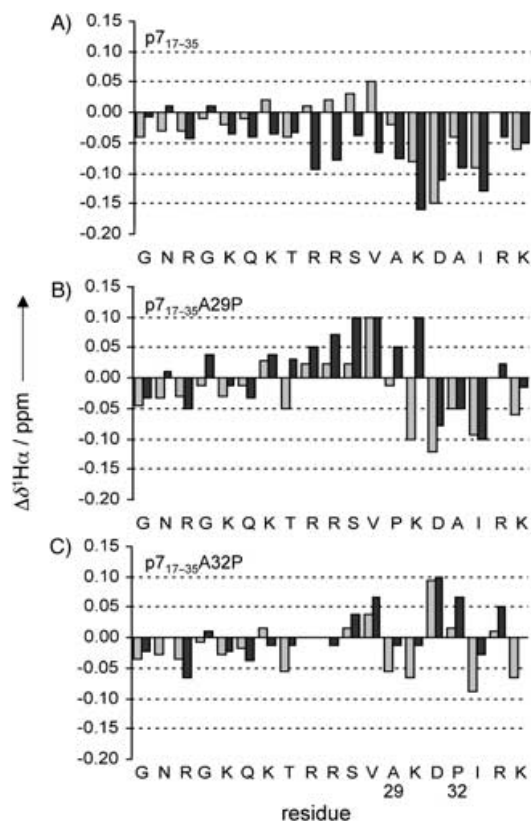 A)
p7₁₇₋₃₅
0.15
0.10
0.05
0.00
-0.05
-0.10
-0.15
-0.20
G N R G K Q K T R R S V A K D A I R K
B)
p7₁₇₋₃₅A29P
0.15
0.10
0.05
0.00
-0.05
-0.10
-0.15
-0.20
G N R G K Q K T R R S V P K D A I R K
C)
p7₁₇₋₃₅A32P
0.15
0.10
0.05
0.00
-0.05
-0.10
-0.15
-0.20
G N R G K Q K T R R S V A K D P I R K
29 32
residue
Δδ¹Hα / ppm